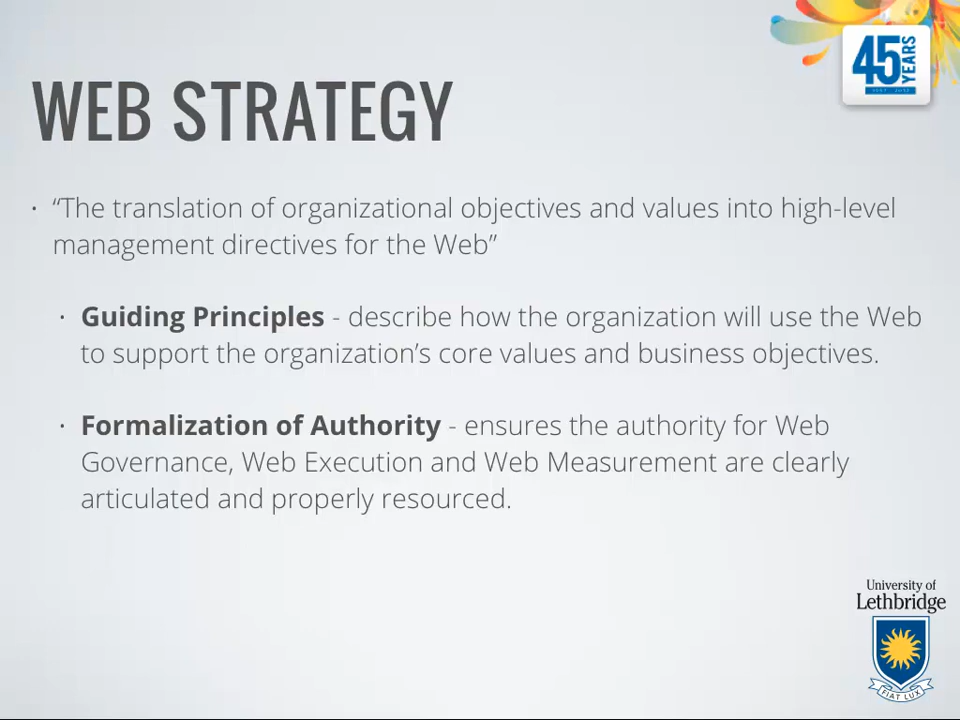 45
YEARS
1967 - 2012
WEB STRATEGY
· “The translation of organizational objectives and values into high-level
management directives for the Web”
· Guiding Principles - describe how the organization will use the Web
to support the organization’s core values and business objectives.
· Formalization of Authority - ensures the authority for Web
Governance, Web Execution and Web Measurement are clearly
articulated and properly resourced.
University of
Lethbridge
FIAT LUX